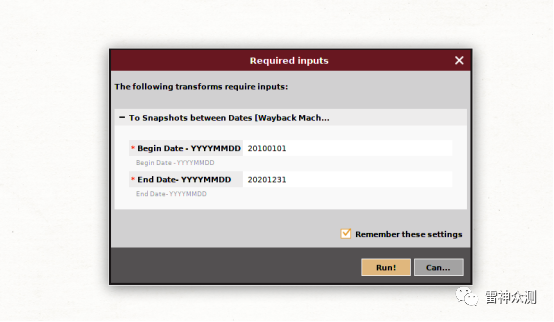 Required inputs
The following transforms require inputs:
To Snapshots between Dates [Wayback Mach...
* Begin Date - YYYYMMDD 20100101
Begin Date - YYYYMMDD
* End Date- YYYYMMDD 20201231
End Date- YYYYMMDD
Remember these settings
Run! Can...
雷神众测